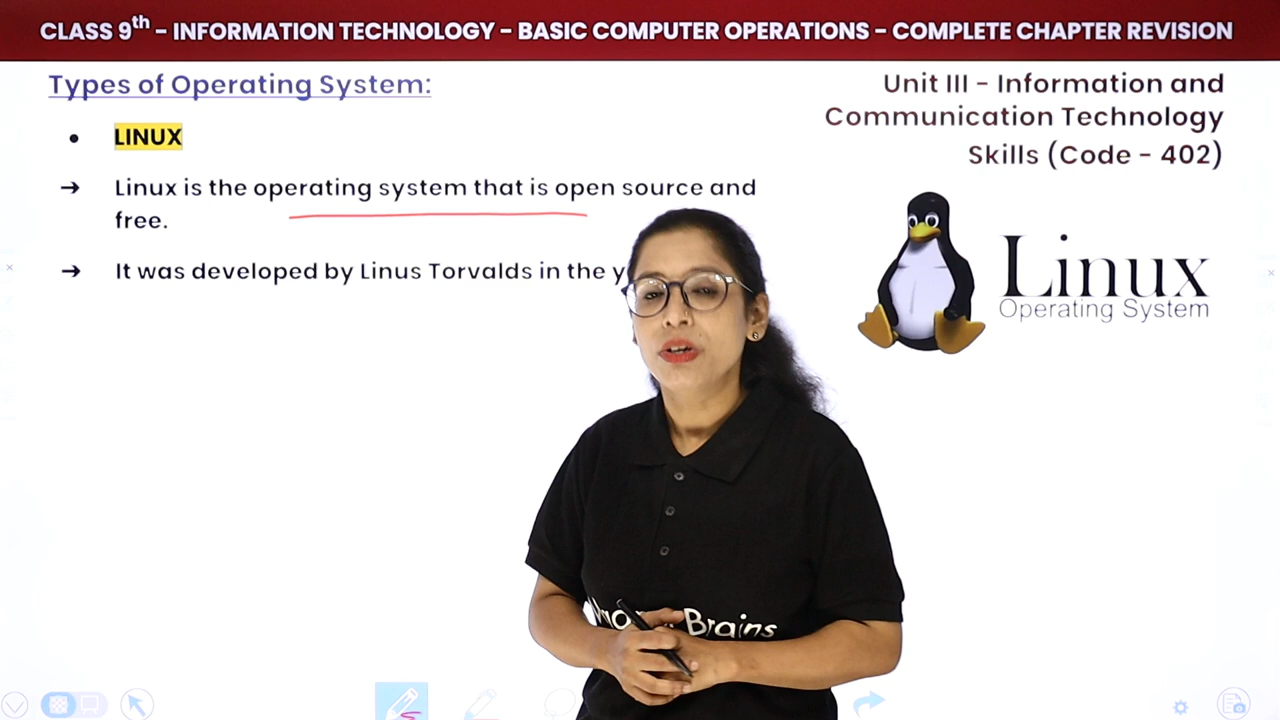 CLASS 9th - INFORMATION TECHNOLOGY - BASIC COMPUTER OPERATIONS - COMPLETE CHAPTER REVISION
Types of Operating System:
Unit III - Information and
Communication Technology
Skills (Code - 402)
• LINUX
→ Linux is the operating system that is open source and
free.
→ It was developed by Linus Torvalds in the
Linux
Operating System
Brains